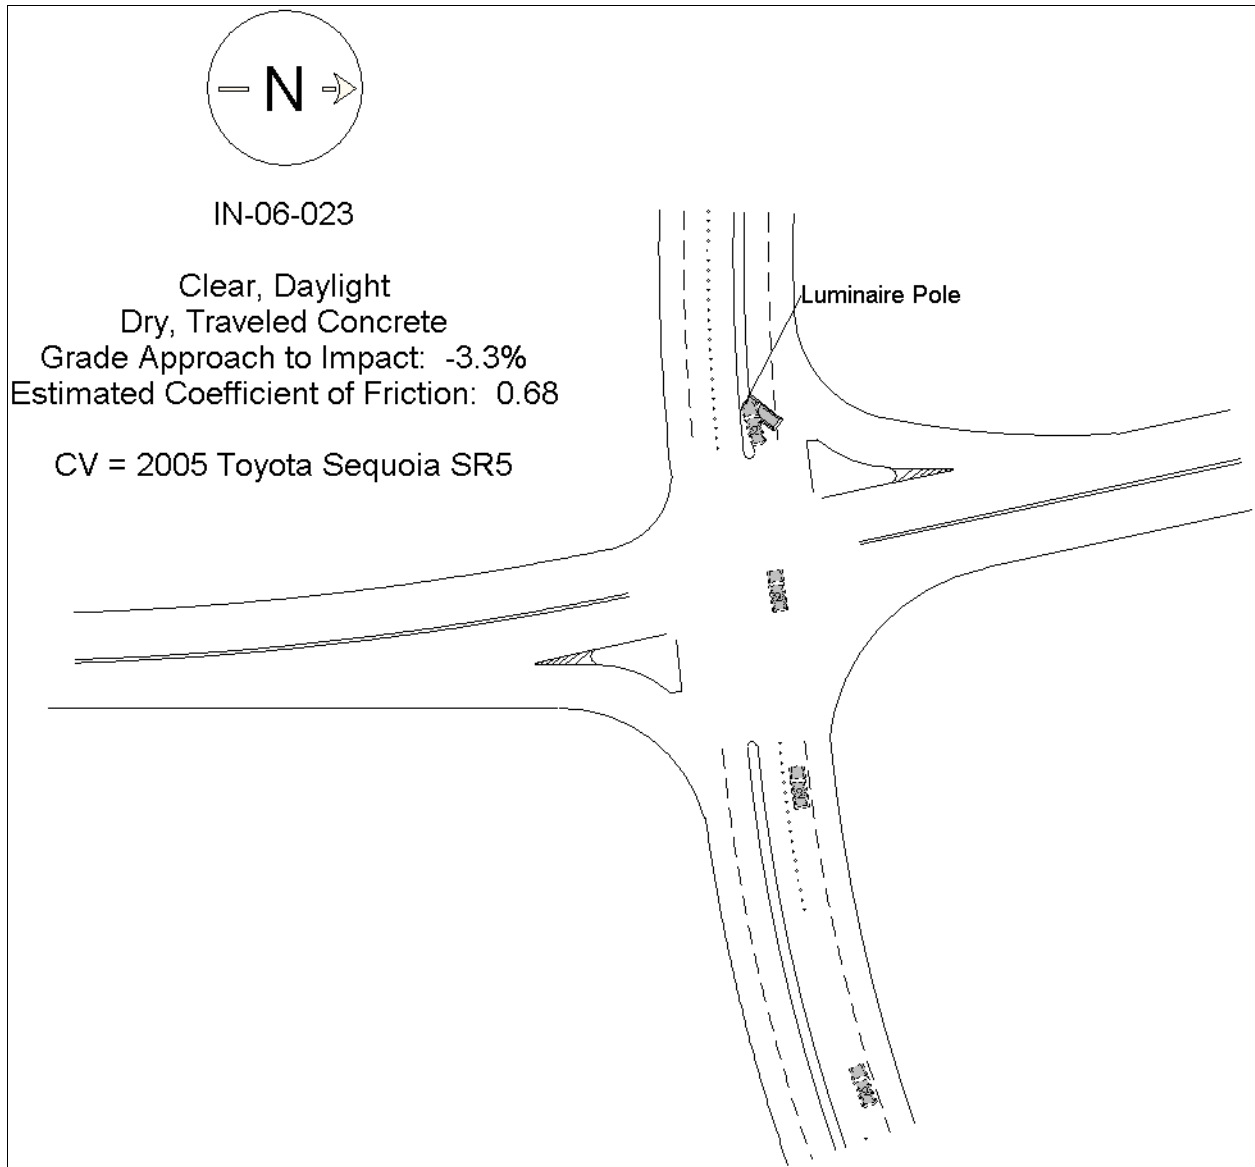 N
IN-06-023
Clear, Daylight
Dry, Traveled Concrete
Grade Approach to Impact: -3.3%
Estimated Coefficient of Friction: 0.68
CV = 2005 Toyota Sequoia SR5
Luminaire Pole